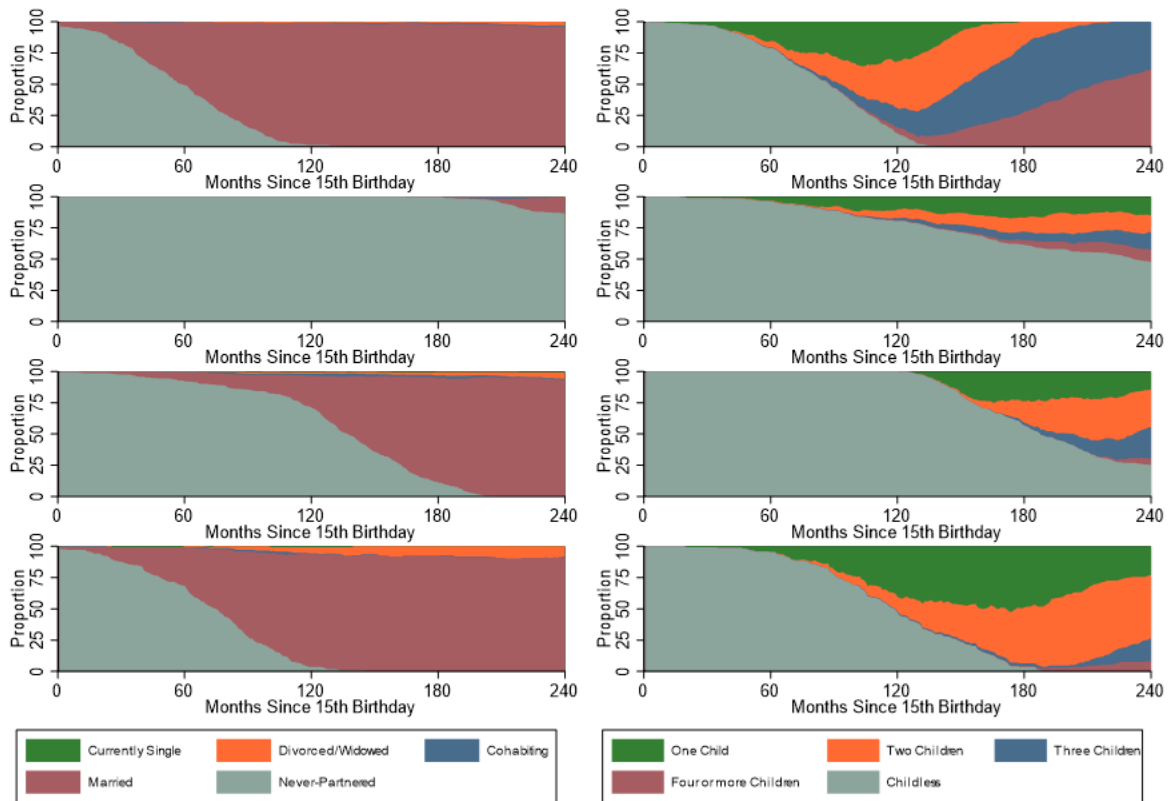 Proportion
0 25 50 75 100
0 60 120 180 240
Months Since 15th Birthday
Proportion
0 25 50 75 100
0 60 120 180 240
Months Since 15th Birthday
Proportion
0 25 50 75 100
0 60 120 180 240
Months Since 15th Birthday
Proportion
0 25 50 75 100
0 60 120 180 240
Months Since 15th Birthday
Proportion
0 25 50 75 100
0 60 120 180 240
Months Since 15th Birthday
Proportion
0 25 50 75 100
0 60 120 180 240
Months Since 15th Birthday
Proportion
0 25 50 75 100
0 60 120 180 240
Months Since 15th Birthday
Proportion
0 25 50 75 100
0 60 120 180 240
Months Since 15th Birthday
Currently Single Divorced/Widowed Cohabiting
Married Never-Partnered
One Child Two Children Three Children
Four or more Children Childless